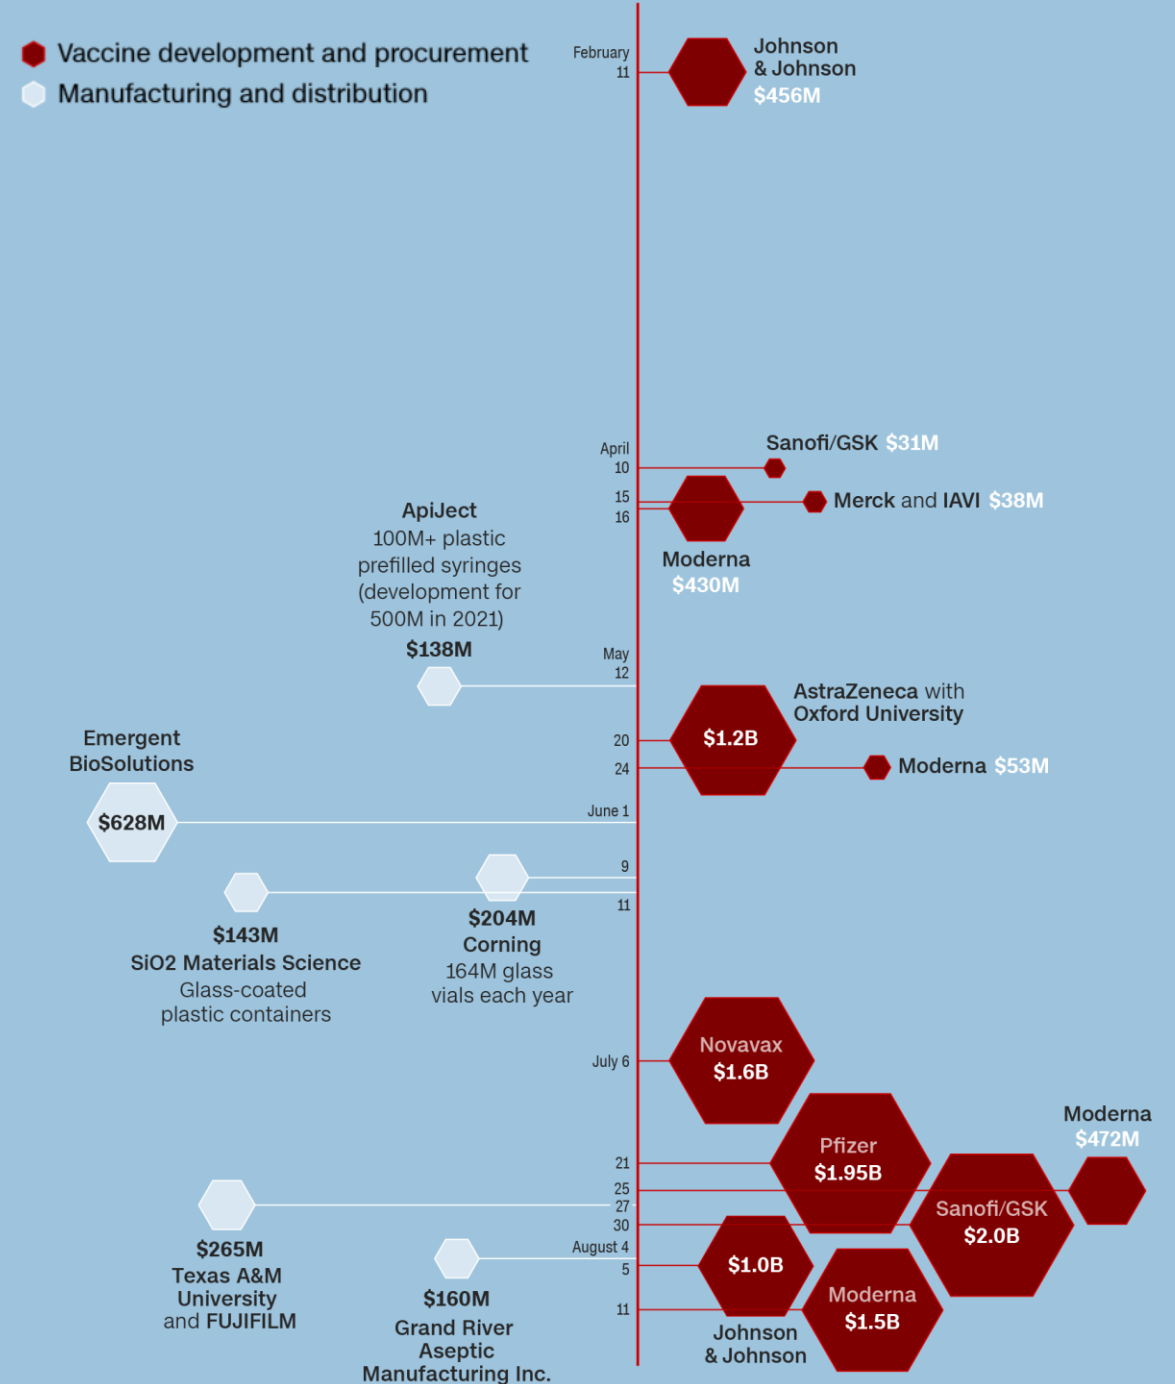 Vaccine development and procurement
Manufacturing and distribution
February
11
Johnson
& Johnson
$456M
April
10
Sanofi/GSK $31M
15
Merck and IAVI $38M
16
Moderna
$430M
ApiJect
100M+ plastic
prefilled syringes
(development for
500M in 2021)
$138M
May
12
AstraZeneca with
Oxford University
$1.2B
20
24
Moderna $53M
Emergent
BioSolutions
$628M
June 1
9
11
$204M
Corning
164M glass
vials each year
$143M
SiO2 Materials Science
Glass-coated
plastic containers
July 6
Novavax
$1.6B
21
Pfizer
$1.95B
25
Moderna
$472M
27
30
Sanofi/GSK
$2.0B
$265M
Texas A&M
University
and FUJIFILM
August 4
5
$160M
Grand River
Aseptic
Manufacturing Inc.
$1.0B
Johnson
& Johnson
11
Moderna
$1.5B